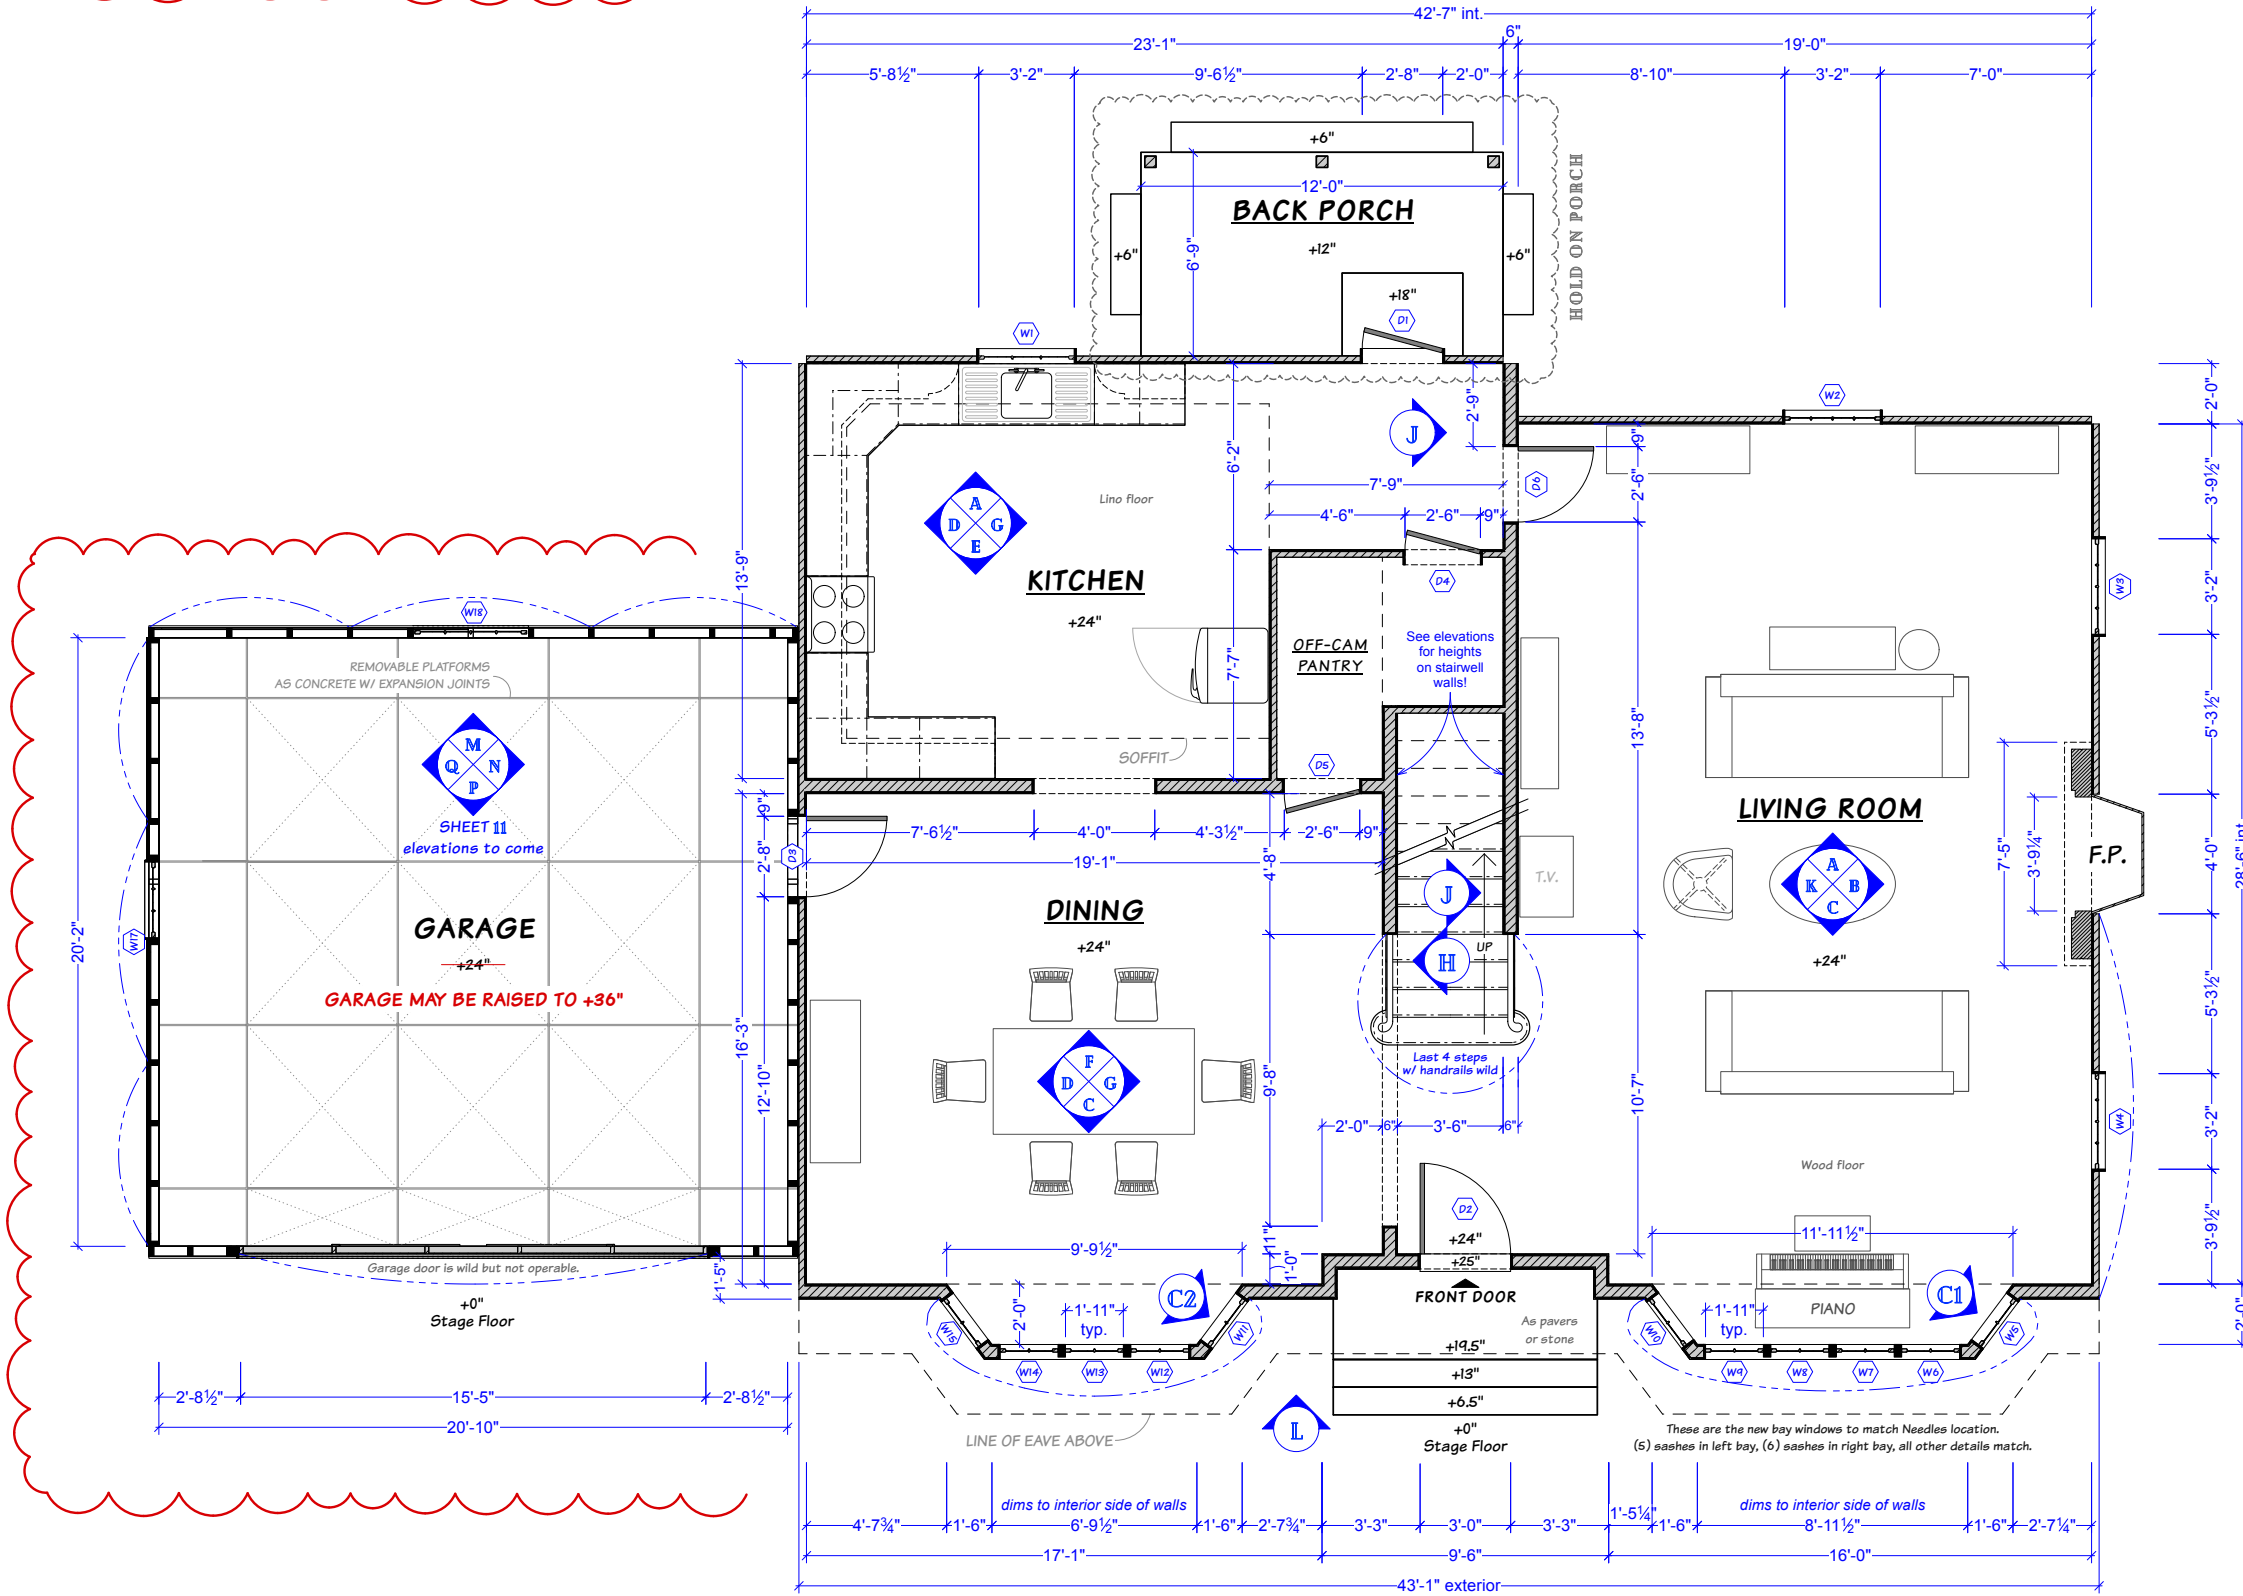 42'-7" int.
23'-1"
6"
19'-0"
5'-8½"
3'-2"
9'-6½"
2'-8"
2'-0"
8'-10"
3'-2"
7'-0"
+6"
12'-0"
BACK PORCH
+12"
6'-9"
+6"
+6"
+18"
D1
HOLD ON PORCH
W1
W2
2'-0"
2'-9"
J
9"
2'-6"
D6
6'-2"
7'-9"
4'-6"
2'-6"
9"
D4
Lino floor
A
D
G
E
KITCHEN
+24"
13'-9"
7'-7"
SOFFIT
OFF-CAM
PANTRY
See elevations
for heights
on stairwell
walls!
D5
3'-9½"
W3
3'-2"
5'-3½"
13'-8"
LIVING ROOM
A
K
B
C
+24"
T.V.
7'-5"
3'-9¼"
F.P.
4'-0"
28'-6" int.
5'-3½"
W4
3'-2"
3'-9½"
2'-0"
W18
REMOVABLE PLATFORMS
AS CONCRETE W/ EXPANSION JOINTS
M
Q
N
P
SHEET 11
elevations to come
GARAGE
+24"
GARAGE MAY BE RAISED TO +36"
20'-2"
W17
9"
2'-8"
D3
16'-3"
12'-10"
1'-5"
Garage door is wild but not operable.
+0"
Stage Floor
2'-8½"
15'-5"
2'-8½"
20'-10"
7'-6½"
4'-0"
4'-3½"
2'-6"
9"
19'-1"
4'-8"
DINING
+24"
F
D
G
C
9'-8"
J
H
UP
Last 4 steps
w/ handrails wild
2'-0"
6"
3'-6"
6"
10'-7"
D2
+24"
+25"
FRONT DOOR
As pavers
or stone
+19.5"
+13"
+6.5"
+0"
Stage Floor
L
11"
1'-0"
9'-9½"
2'-0"
1'-11"
typ.
C2
W15
W14
W13
W12
W11
LINE OF EAVE ABOVE
Wood floor
11'-11½"
PIANO
C1
1'-11"
typ.
W10
W9
W8
W7
W6
W5
These are the new bay windows to match Needles location.
(5) sashes in left bay, (6) sashes in right bay, all other details match.
dims to interior side of walls
dims to interior side of walls
4'-7¾"
1'-6"
6'-9½"
1'-6"
2'-7¾"
3'-3"
3'-0"
3'-3"
1'-5¼"
1'-6"
8'-11½"
1'-6"
2'-7¼"
17'-1"
9'-6"
16'-0"
43'-1" exterior